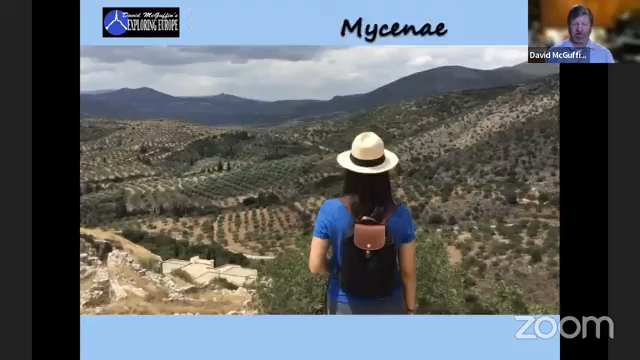 David McGuffin's
EXPLORING EUROPE
Mycenae
David McGuffi...
zoom